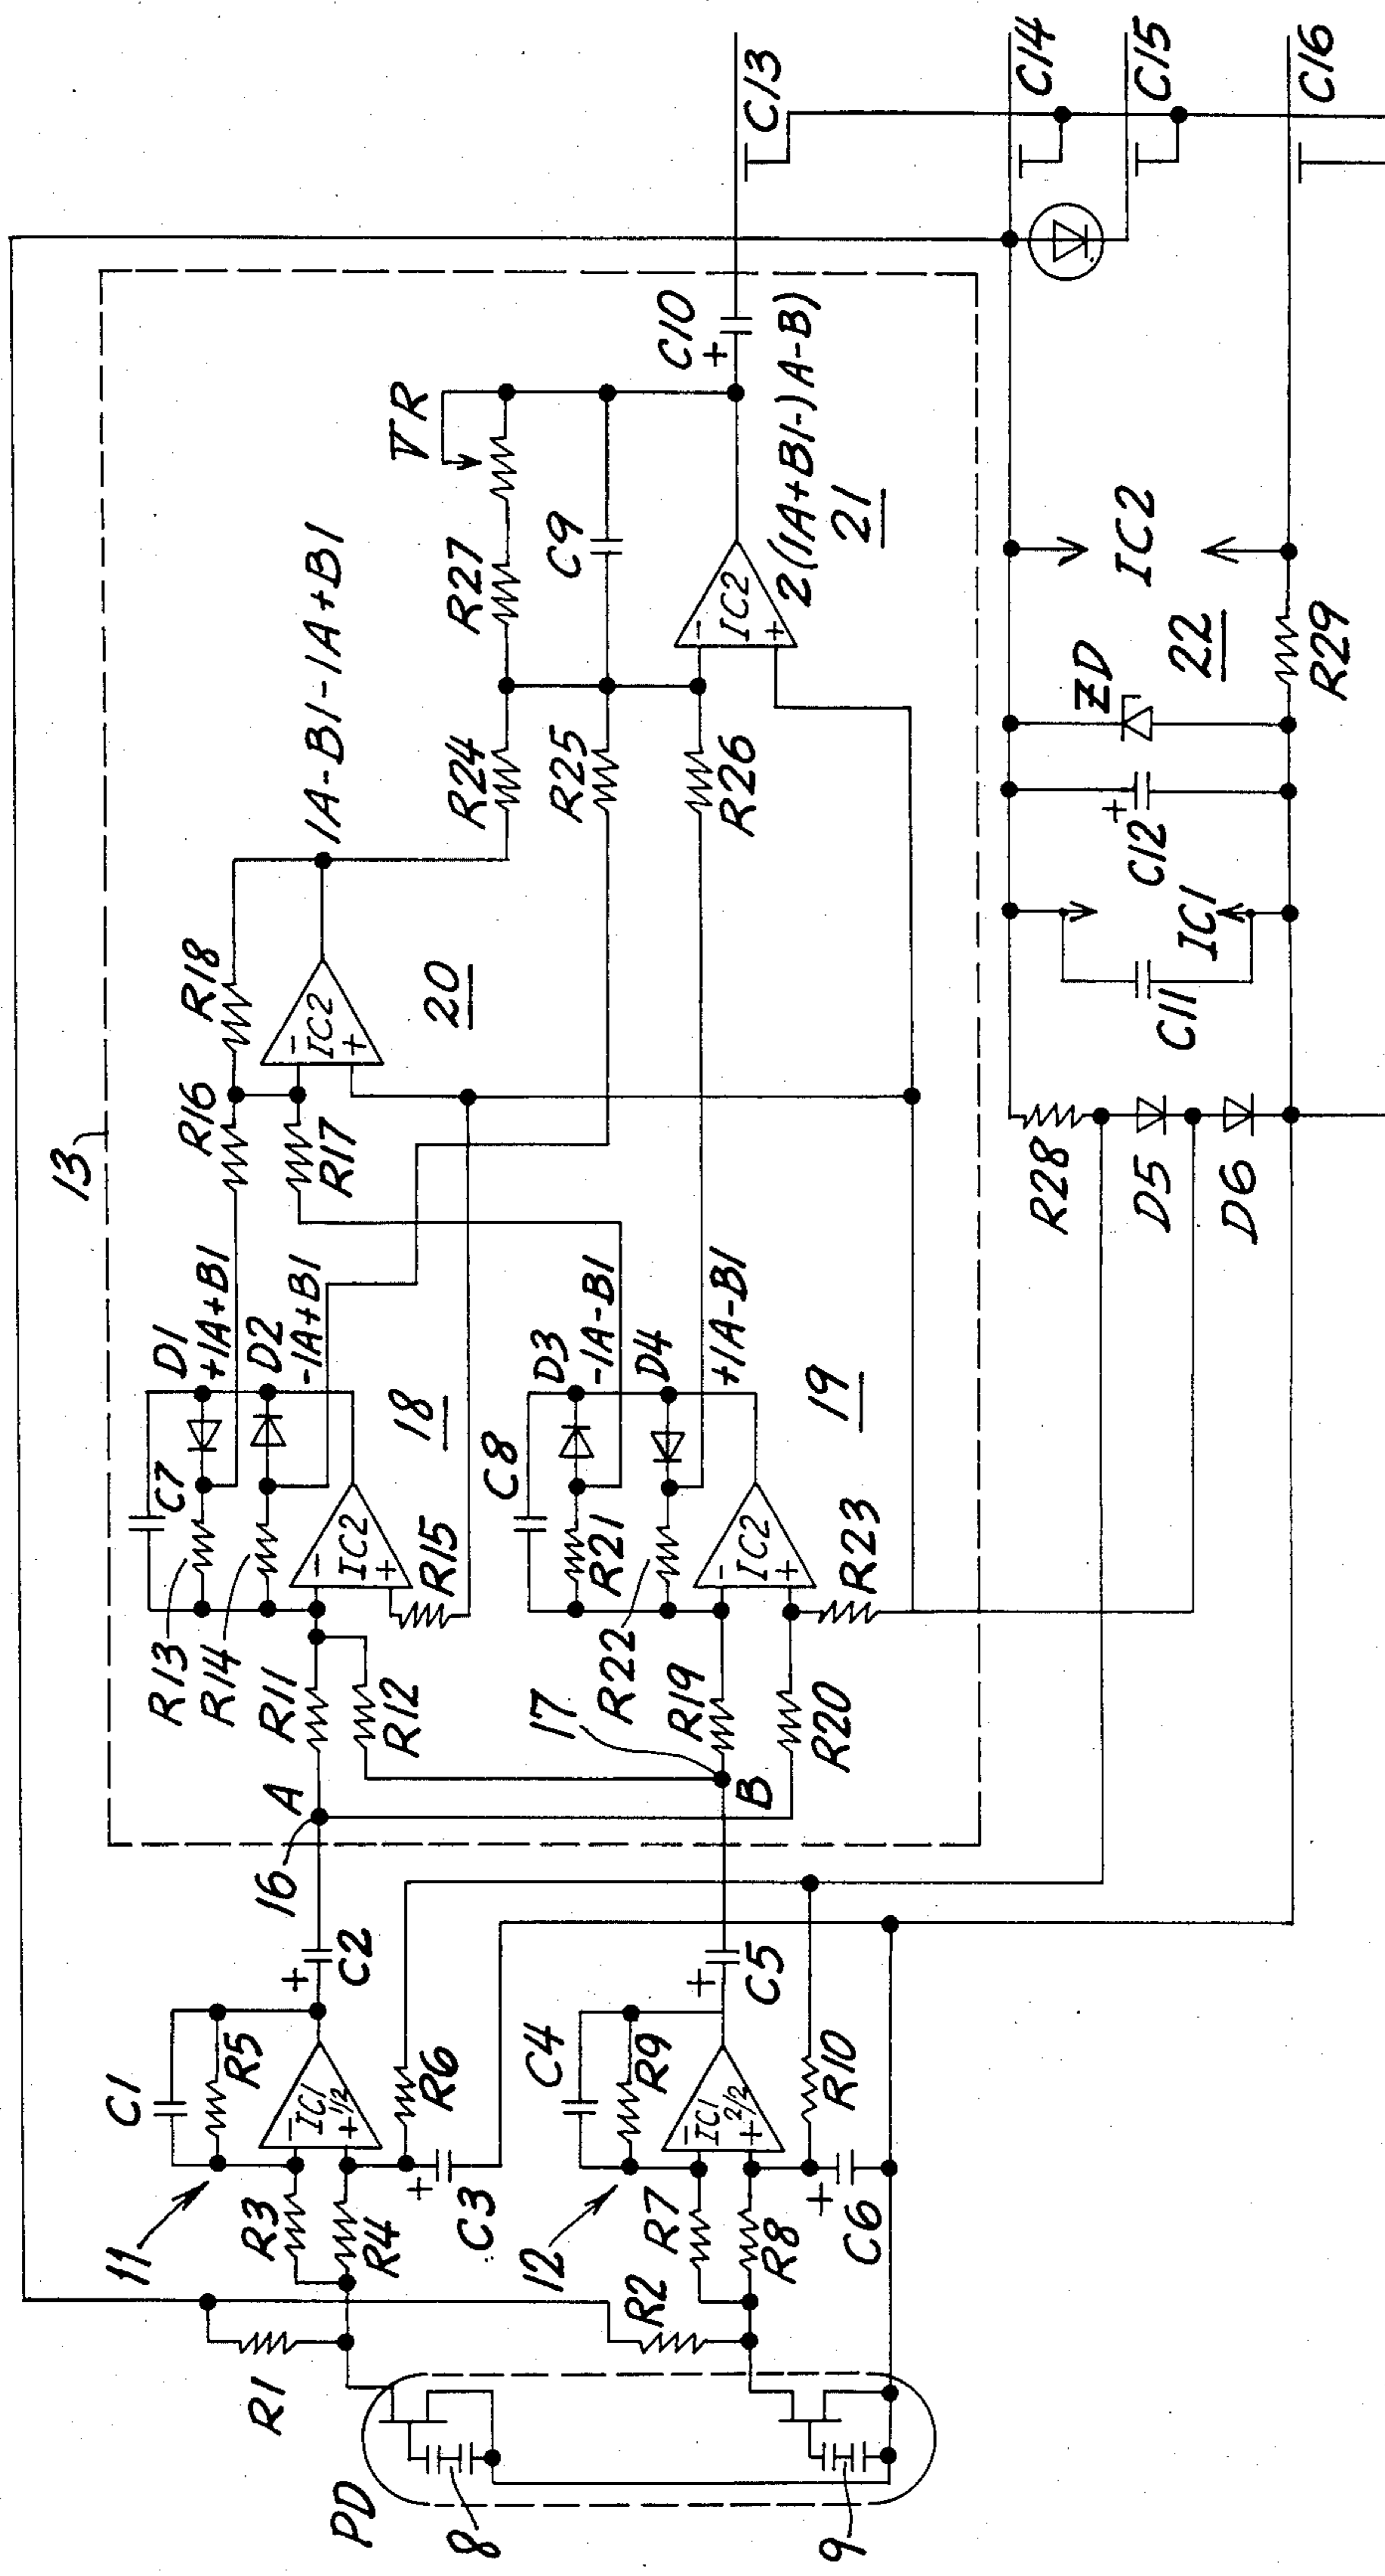 13
R1
11
C1
R5
R3
IC1
1/2
R4
R6
C3
C2
16
A
R13
R14
R11
R12
C7
D1
+|A+B|
D2
-|A+B|
IC2
18
R15
R16
R18
R17
IC2
20
|A-B|-|A+B|
R24
R27
VR
R25
C9
R26
IC2
21
2(|A+B|-)A-B)
C10
C13
PD
8
9
12
R2
R7
R8
C4
R9
IC1
2/2
R10
C6
C5
17
B
R22
R19
R20
C8
R21
D3
-|A-B|
D4
+|A-B|
IC2
19
R23
R28
D5
D6
C11
IC1
C12
ZD
22
R29
IC2
C14
C15
C16